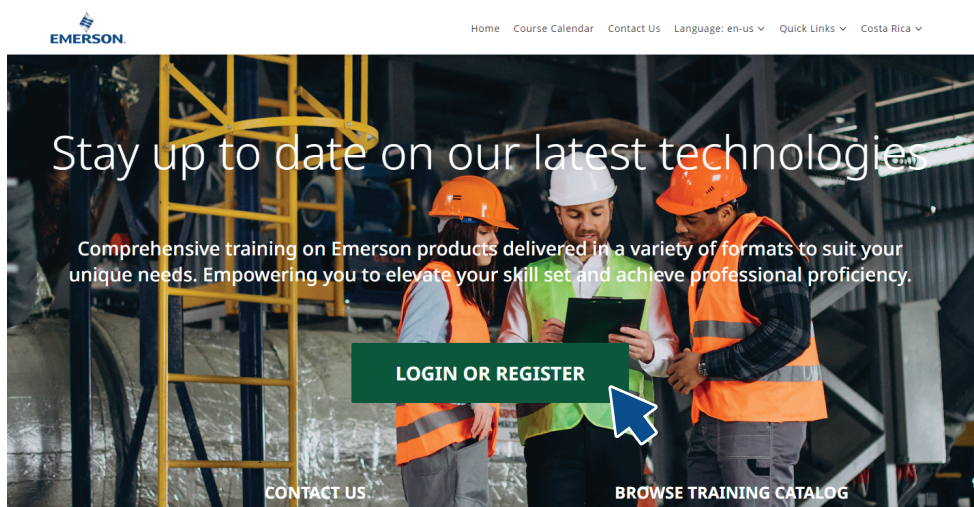 EMERSON
Home Course Calendar Contact Us Language: en-us Quick Links Costa Rica
Stay up to date on our latest technologies
Comprehensive training on Emerson products delivered in a variety of formats to suit your
unique needs. Empowering you to elevate your skill set and achieve professional proficiency.
LOGIN OR REGISTER
CONTACT US BROWSE TRAINING CATALOG